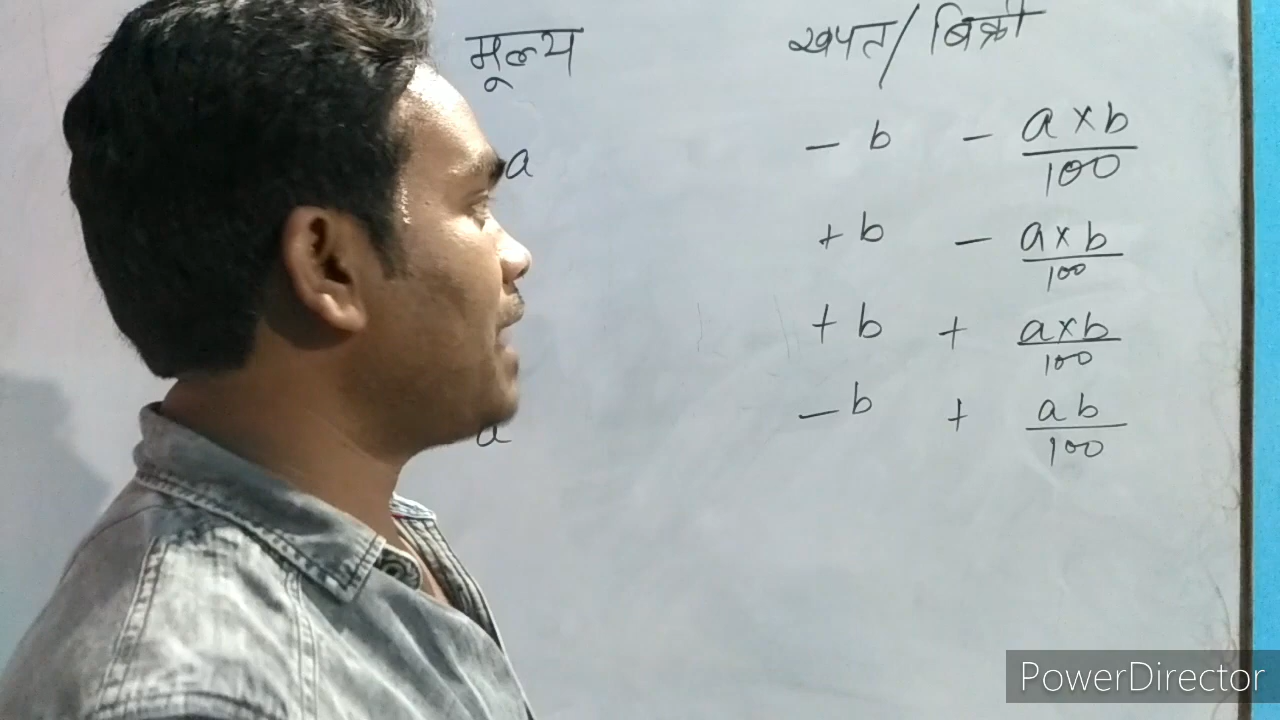 मूल्य खपत/बिक्री
a - b - a×b/100
+ b - a×b/100
+ b + a×b/100
a - b + ab/100
PowerDirector